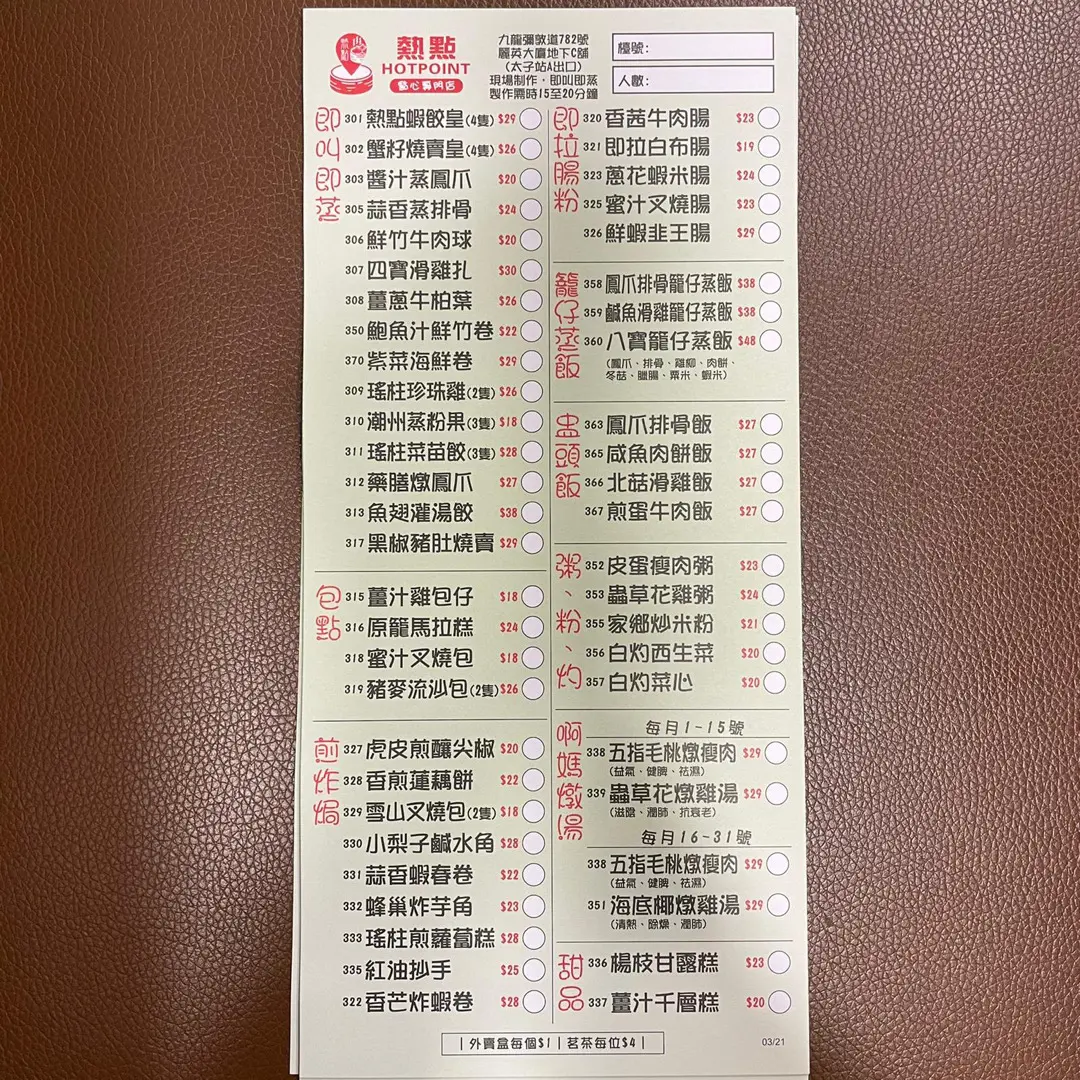 熱點
熱點
HOTPOINT
點心專門店
九龍彌敦道782號
麗英大廈地下C舖
(太子站A出口)
現場制作，即叫即蒸
製作需時15至20分鐘
檯號：
人數：
即叫即蒸
301 熱點蝦餃皇(4隻) $29
302 蟹籽燒賣皇(4隻) $26
303 醬汁蒸鳳爪 $20
305 蒜香蒸排骨 $24
306 鮮竹牛肉球 $20
307 四寶滑雞扎 $30
308 薑蔥牛柏葉 $26
350 鮑魚汁鮮竹卷 $22
370 紫菜海鮮卷 $29
309 瑤柱珍珠雞(2隻) $26
310 潮州蒸粉果(3隻) $18
311 瑤柱菜苗餃(3隻) $28
312 藥膳燉鳳爪 $27
313 魚翅灌湯餃 $38
317 黑椒豬肚燒賣 $29
包點
315 薑汁雞包仔 $18
316 原籠馬拉糕 $24
318 蜜汁叉燒包 $18
319 豬麥流沙包(2隻) $26
煎炸焗
327 虎皮煎釀尖椒 $20
328 香煎蓮藕餅 $22
329 雪山叉燒包(2隻) $18
330 小梨子鹹水角 $28
331 蒜香蝦春卷 $22
332 蜂巢炸芋角 $23
333 瑤柱煎蘿蔔糕 $28
335 紅油抄手 $25
322 香芒炸蝦卷 $28
即拉腸粉
320 香茜牛肉腸 $23
321 即拉白布腸 $19
323 蔥花蝦米腸 $24
325 蜜汁叉燒腸 $23
326 鮮蝦韭王腸 $29
籠仔蒸飯
358 鳳爪排骨籠仔蒸飯 $38
359 鹹魚滑雞籠仔蒸飯 $38
360 八寶籠仔蒸飯 $48
(鳳爪、排骨、雞柳、肉餅、
冬菇、臘腸、粟米、蝦米)
盅頭飯
363 鳳爪排骨飯 $27
365 咸魚肉餅飯 $27
366 北菇滑雞飯 $27
367 煎蛋牛肉飯 $27
粥、粉、灼
352 皮蛋瘦肉粥 $23
353 蟲草花雞粥 $24
355 家鄉炒米粉 $21
356 白灼西生菜 $20
357 白灼菜心 $20
啊媽燉湯
每月1-15號
338 五指毛桃燉瘦肉 $29
(益氣、健脾、祛濕)
339 蟲草花燉雞湯 $29
(滋陰、潤肺、抗衰老)
每月16-31號
338 五指毛桃燉瘦肉 $29
(益氣、健脾、祛濕)
351 海底椰燉雞湯 $29
(清熱、除燥、潤肺)
甜品
336 楊枝甘露糕 $23
337 薑汁千層糕 $20
|外賣盒每個$1|茗茶每位$4|
03/21